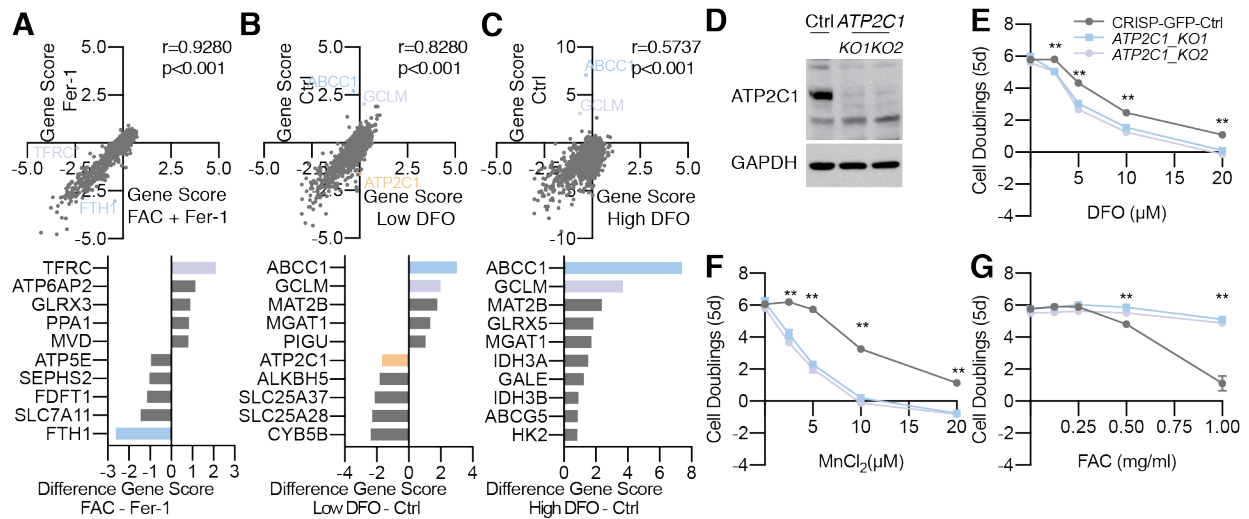 A
Gene Score
Fer-1
5.0
2.5
r=0.9280
p<0.001
TFRC
-5.0
2.5
5.0
FTH1
-2.5
-5.0
Gene Score
FAC + Fer-1
TFRC
ATP6AP2
GLRX3
PPA1
MVD
ATP5E
SEPHS2
FDFT1
SLC7A11
FTH1
-3 -2 -1 0 1 2 3
Difference Gene Score
FAC - Fer-1
B
Gene Score
Ctrl
5.0
2.5
r=0.8280
p<0.001
ABCC1
GCLM
-5.0
2.5
5.0
ATP2C1
-5.0
Gene Score
Low DFO
ABCC1
GCLM
MAT2B
MGAT1
PIGU
ATP2C1
ALKBH5
SLC25A37
SLC25A28
CYB5B
-4 -2 0 2 4
Difference Gene Score
Low DFO - Ctrl
C
Gene Score
Ctrl
10
5
r=0.5737
p<0.001
ABCC1
GCLM
-5.0
2.5
5.0
-10
Gene Score
High DFO
ABCC1
GCLM
MAT2B
GLRX5
MGAT1
IDH3A
GALE
IDH3B
ABCG5
HK2
0 2 4 6 8
Difference Gene Score
High DFO - Ctrl
D
Ctrl ATP2C1
KO1 KO2
ATP2C1
GAPDH
E
Cell Doublings (5d)
8
6
4
2
0
-2
-4
CRISP-GFP-Ctrl
ATP2C1_KO1
ATP2C1_KO2
** ** ** **
5 10 15 20
DFO (µM)
F
Cell Doublings (5d)
8
6
4
2
0
-2
-4
** ** ** **
5 10 15 20
MnCl2(µM)
G
Cell Doublings (5d)
8
6
4
2
0
-2
-4
** **
0.25 0.50 0.75 1.00
FAC (mg/ml)